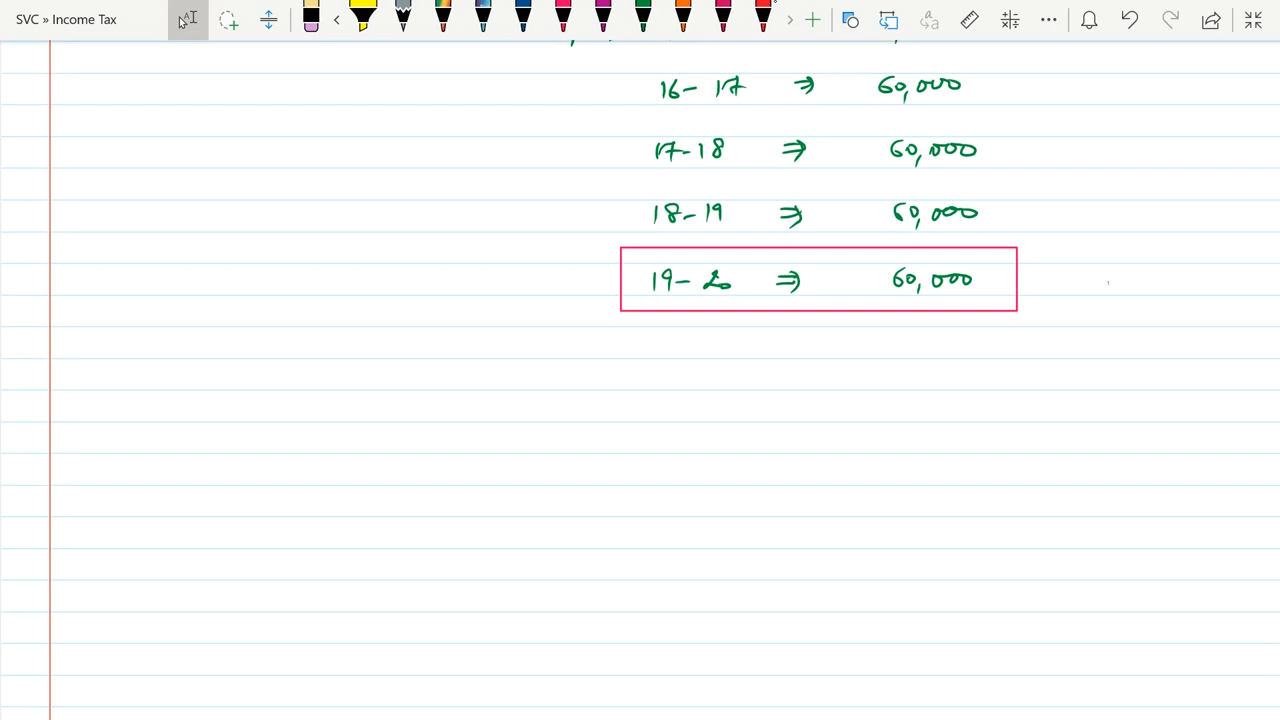 SVC » Income Tax
16 - 17 ⇒ 60,000
17 - 18 ⇒ 60,000
18 - 19 ⇒ 60,000
19 - 20 ⇒ 60,000